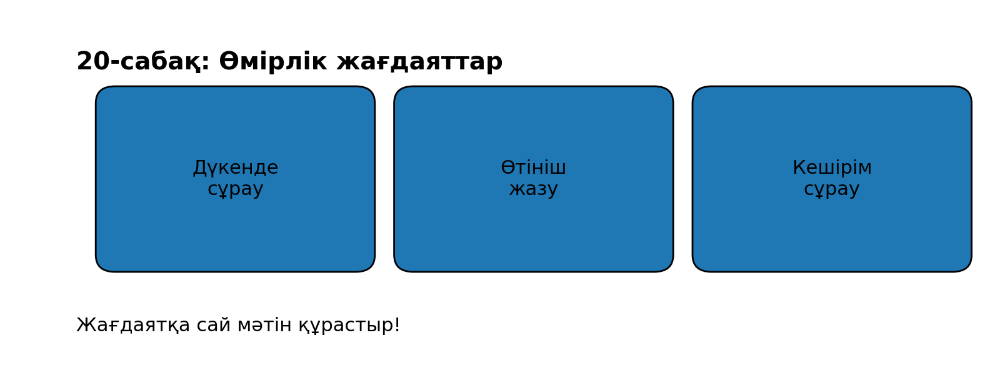 20-сабақ: Өмірлік жағдаяттар
Дүкенде
сұрау
Өтініш
жазу
Кешірім
сұрау
Жағдаятқа сай мәтін құрастыр!